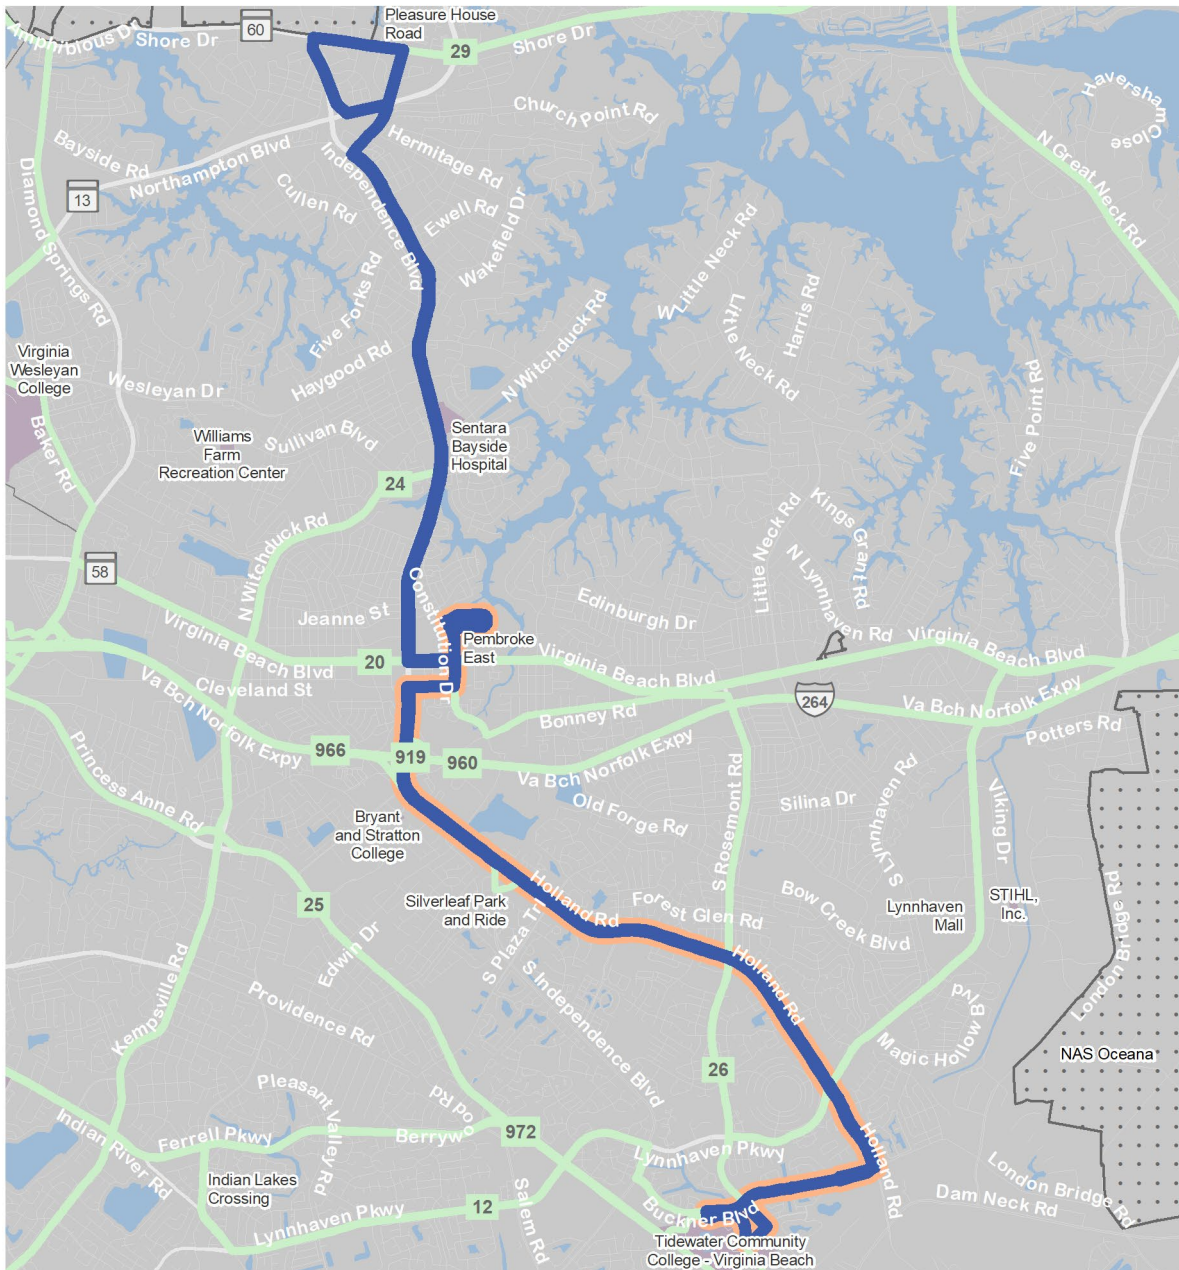 Pleasure House
Road
60
Amphibious Dr
Shore Dr
29
Shore Dr
Haversham Close
Church Point Rd
N Great Neck Rd
Bayside Rd
Northampton Blvd
Hermitage Rd
13
Independence Blvd
Cullen Rd
Ewell Rd
Wakefield Dr
Diamond Springs Rd
Five Forks Rd
W Little Neck Rd
Little Neck Rd
Harris Rd
N Witchduck Rd
Haygood Rd
Virginia
Wesleyan
College
Wesleyan Dr
Five Point Rd
Baker Rd
Williams
Farm
Recreation Center
Sullivan Blvd
Sentara
Bayside
Hospital
24
N Witchduck Rd
Kings Grant Rd
Little Neck Rd
N Lynnhaven Rd
58
Constitution Dr
Jeanne St
Edinburgh Dr
Virginia Beach Blvd
Pembroke
East
20
Virginia Beach Blvd
Virginia Beach Blvd
Cleveland St
Va Bch Norfolk Expy
264
Va Bch Norfolk Expy
Bonney Rd
Potters Rd
966
919
960
Va Bch Norfolk Expy
Princess Anne Rd
S Rosemont Rd
Old Forge Rd
Silina Dr
S Lynnhaven Rd
Viking Dr
Bryant
and Stratton
College
Silverleaf Park
and Ride
Holland Rd
Forest Glen Rd
Bow Creek Blvd
Lynnhaven
Mall
STIHL,
Inc.
London Bridge Rd
25
Edwin Dr
S Plaza Trl
S Independence Blvd
Holland Rd
Kempsville Rd
Providence Rd
Magic Hollow Blvd
NAS Oceana
26
Pleasant Valley Rd
Indian River Rd
Ferrell Pkwy
Berrywood Rd
972
Lynnhaven Pkwy
Holland Rd
Indian Lakes
Crossing
London Bridge Rd
Dam Neck Rd
Lynnhaven Pkwy
12
Salem Rd
Buckner Blvd
Tidewater Community
College - Virginia Beach